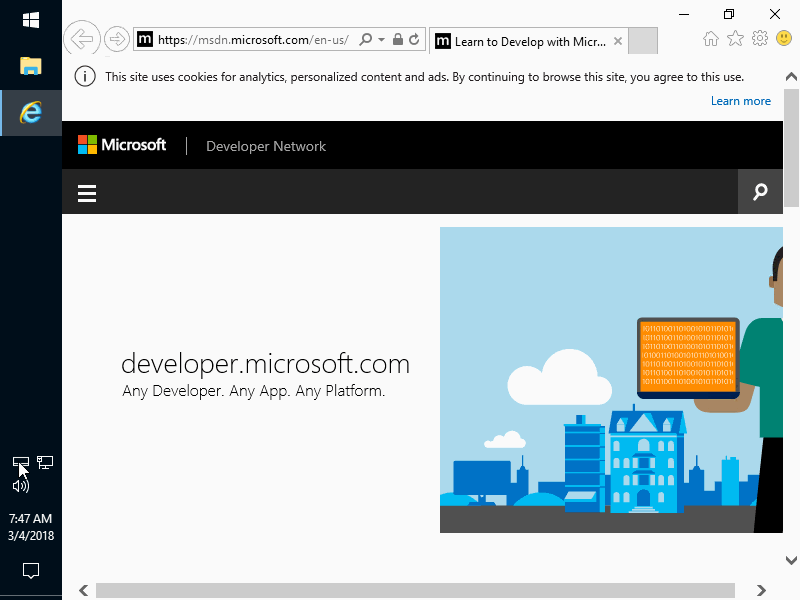 https://msdn.microsoft.com/en-us/
Learn to Develop with Micr...
This site uses cookies for analytics, personalized content and ads. By continuing to browse this site, you agree to this use.
Learn more
Microsoft
Developer Network
developer.microsoft.com
Any Developer. Any App. Any Platform.
7:47 AM
3/4/2018